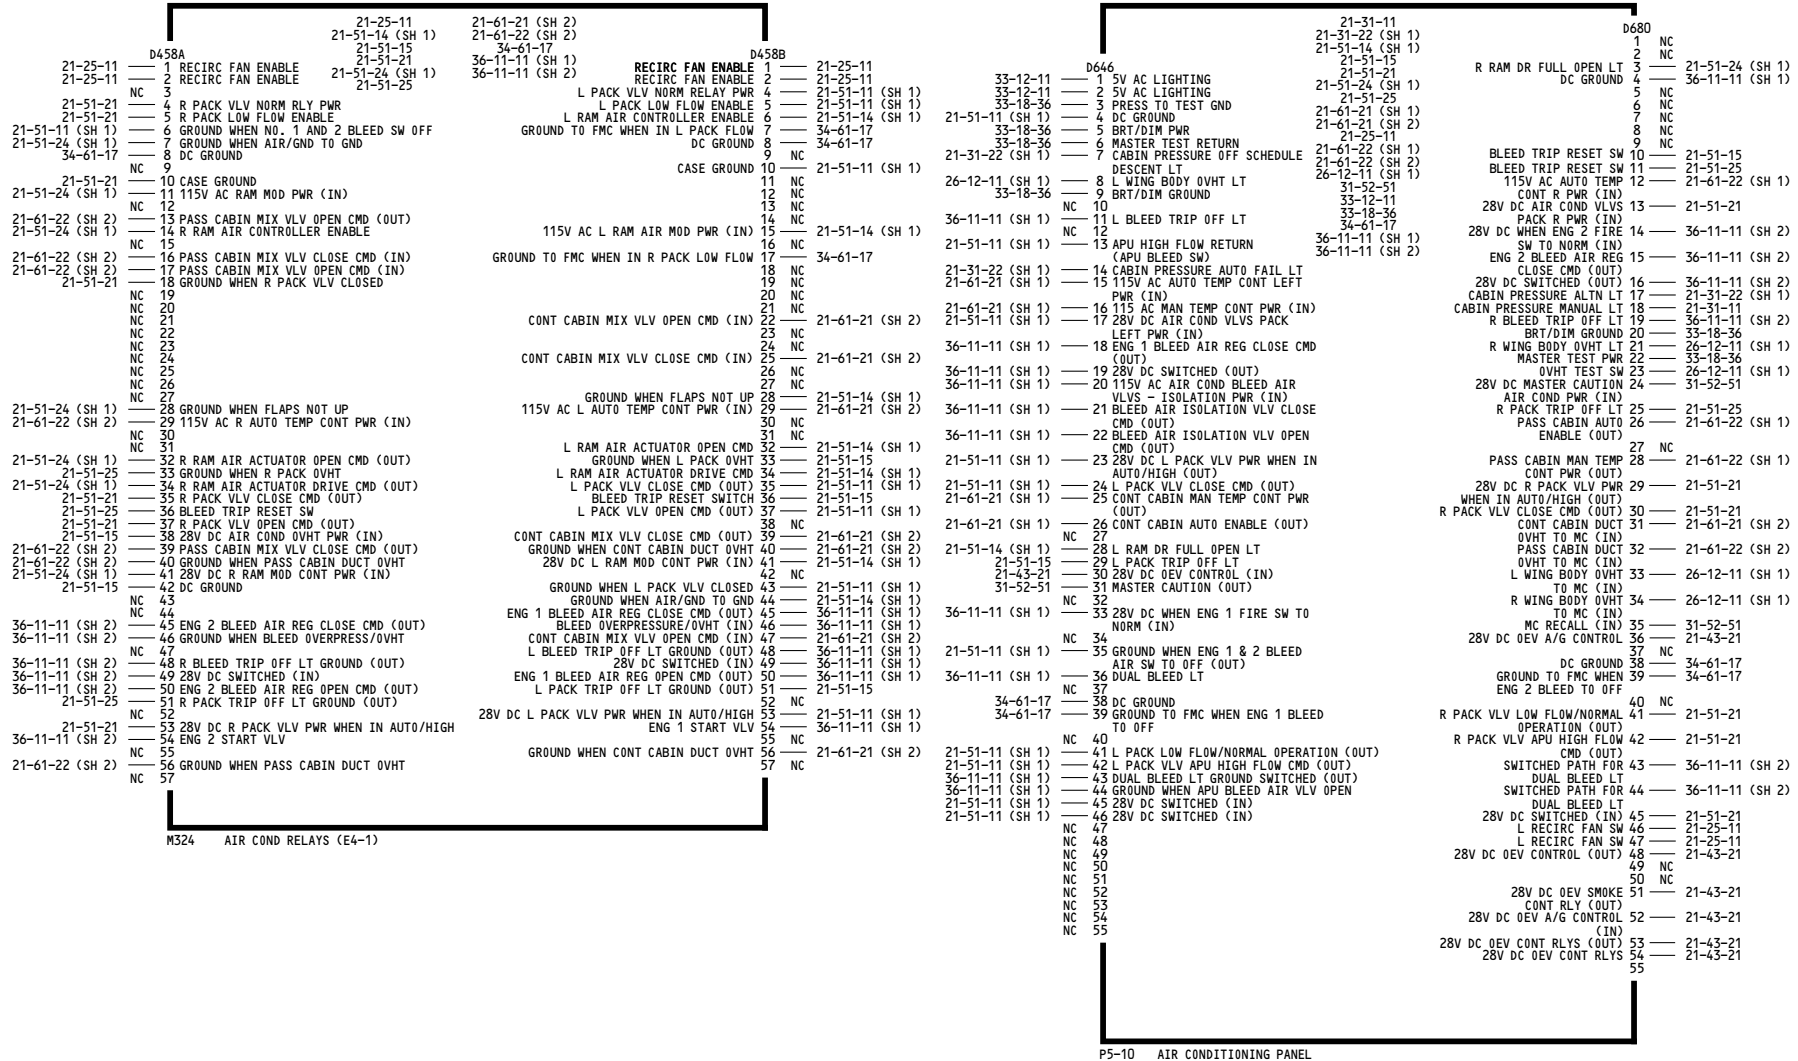 21-25-11
21-51-14 (SH 1)
21-51-15
21-51-21
21-51-24 (SH 1)
21-51-25
21-61-21 (SH 2)
21-61-22 (SH 2)
34-61-17
36-11-11 (SH 1)
36-11-11 (SH 2)
D458A
21-25-11 1 RECIRC FAN ENABLE
21-25-11 2 RECIRC FAN ENABLE
NC 3
21-51-21 4 R PACK VLV NORM RLY PWR
21-51-21 5 R PACK LOW FLOW ENABLE
21-51-11 (SH 1) 6 GROUND WHEN NO. 1 AND 2 BLEED SW OFF
21-51-24 (SH 1) 7 GROUND WHEN AIR/GND TO GND
34-61-17 8 DC GROUND
NC 9
21-51-21 10 CASE GROUND
21-51-24 (SH 1) 11 115V AC RAM MOD PWR (IN)
NC 12
21-61-22 (SH 2) 13 PASS CABIN MIX VLV OPEN CMD (OUT)
21-51-24 (SH 1) 14 R RAM AIR CONTROLLER ENABLE
NC 15
21-61-22 (SH 2) 16 PASS CABIN MIX VLV CLOSE CMD (IN)
21-61-22 (SH 2) 17 PASS CABIN MIX VLV OPEN CMD (IN)
21-51-21 18 GROUND WHEN R PACK VLV CLOSED
NC 19
NC 20
NC 21
NC 22
NC 23
NC 24
NC 25
NC 26
NC 27
21-51-24 (SH 1) 28 GROUND WHEN FLAPS NOT UP
21-61-22 (SH 2) 29 115V AC R AUTO TEMP CONT PWR (IN)
NC 30
NC 31
21-51-24 (SH 1) 32 R RAM AIR ACTUATOR OPEN CMD (OUT)
21-51-25 33 GROUND WHEN R PACK OVHT
21-51-24 (SH 1) 34 R RAM AIR ACTUATOR DRIVE CMD (OUT)
21-51-21 35 R PACK VLV CLOSE CMD (OUT)
21-51-25 36 BLEED TRIP RESET SW
21-51-21 37 R PACK VLV OPEN CMD (OUT)
21-51-15 38 28V DC AIR COND OVHT PWR (IN)
21-61-22 (SH 2) 39 PASS CABIN MIX VLV CLOSE CMD (OUT)
21-61-22 (SH 2) 40 GROUND WHEN PASS CABIN DUCT OVHT
21-51-24 (SH 1) 41 28V DC R RAM MOD CONT PWR (IN)
21-51-15 42 DC GROUND
NC 43
NC 44
36-11-11 (SH 2) 45 ENG 2 BLEED AIR REG CLOSE CMD (OUT)
36-11-11 (SH 2) 46 GROUND WHEN BLEED OVERPRESS/OVHT
NC 47
36-11-11 (SH 2) 48 R BLEED TRIP OFF LT GROUND (OUT)
36-11-11 (SH 2) 49 28V DC SWITCHED (IN)
36-11-11 (SH 2) 50 ENG 2 BLEED AIR REG OPEN CMD (OUT)
21-51-25 51 R PACK TRIP OFF LT GROUND (OUT)
NC 52
21-51-21 53 28V DC R PACK VLV PWR WHEN IN AUTO/HIGH
36-11-11 (SH 2) 54 ENG 2 START VLV
NC 55
21-61-22 (SH 2) 56 GROUND WHEN PASS CABIN DUCT OVHT
NC 57
D458B
RECIRC FAN ENABLE 1 21-25-11
RECIRC FAN ENABLE 2 21-25-11
L PACK VLV NORM RELAY PWR 4 21-51-11 (SH 1)
L PACK LOW FLOW ENABLE 5 21-51-11 (SH 1)
L RAM AIR CONTROLLER ENABLE 6 21-51-14 (SH 1)
GROUND TO FMC WHEN IN L PACK FLOW 7 34-61-17
DC GROUND 8 34-61-17
9 NC
CASE GROUND 10 21-51-11 (SH 1)
11 NC
12 NC
13 NC
14 NC
115V AC L RAM AIR MOD PWR (IN) 15 21-51-14 (SH 1)
16 NC
GROUND TO FMC WHEN IN R PACK LOW FLOW 17 34-61-17
18 NC
19 NC
20 NC
21 NC
CONT CABIN MIX VLV OPEN CMD (IN) 22 21-61-21 (SH 2)
23 NC
24 NC
CONT CABIN MIX VLV CLOSE CMD (IN) 25 21-61-21 (SH 2)
26 NC
27 NC
GROUND WHEN FLAPS NOT UP 28 21-51-14 (SH 1)
115V AC L AUTO TEMP CONT PWR (IN) 29 21-61-21 (SH 2)
30 NC
31 NC
L RAM AIR ACTUATOR OPEN CMD 32 21-51-14 (SH 1)
GROUND WHEN L PACK OVHT 33 21-51-15
L RAM AIR ACTUATOR DRIVE CMD 34 21-51-14 (SH 1)
L PACK VLV CLOSE CMD (OUT) 35 21-51-11 (SH 1)
BLEED TRIP RESET SWITCH 36 21-51-15
L PACK VLV OPEN CMD (OUT) 37 21-51-11 (SH 1)
38 NC
CONT CABIN MIX VLV CLOSE CMD (OUT) 39 21-61-21 (SH 2)
GROUND WHEN CONT CABIN DUCT OVHT 40 21-61-21 (SH 2)
28V DC L RAM MOD CONT PWR (IN) 41 21-51-14 (SH 1)
42 NC
GROUND WHEN L PACK VLV CLOSED 43 21-51-11 (SH 1)
GROUND WHEN AIR/GND TO GND 44 21-51-14 (SH 1)
ENG 1 BLEED AIR REG CLOSE CMD (OUT) 45 36-11-11 (SH 1)
BLEED OVERPRESSURE/OVHT (IN) 46 36-11-11 (SH 1)
CONT CABIN MIX VLV OPEN CMD (IN) 47 21-61-21 (SH 2)
L BLEED TRIP OFF LT GROUND (OUT) 48 36-11-11 (SH 1)
28V DC SWITCHED (IN) 49 36-11-11 (SH 1)
ENG 1 BLEED AIR REG OPEN CMD (OUT) 50 36-11-11 (SH 1)
L PACK TRIP OFF LT GROUND (OUT) 51 21-51-15
52 NC
28V DC L PACK VLV PWR WHEN IN AUTO/HIGH 53 21-51-11 (SH 1)
ENG 1 START VLV 54 36-11-11 (SH 1)
55 NC
GROUND WHEN CONT CABIN DUCT OVHT 56 21-61-21 (SH 2)
57 NC
M324 AIR COND RELAYS (E4-1)
21-31-11
21-31-22 (SH 1)
21-51-14 (SH 1)
21-51-15
21-51-21
21-51-24 (SH 1)
21-51-25
21-61-21 (SH 1)
21-61-21 (SH 2)
21-25-11
21-61-22 (SH 1)
21-61-22 (SH 2)
26-12-11 (SH 1)
31-52-51
33-12-11
33-18-36
34-61-17
36-11-11 (SH 1)
36-11-11 (SH 2)
D646
33-12-11 1 5V AC LIGHTING
33-12-11 2 5V AC LIGHTING
33-18-36 3 PRESS TO TEST GND
21-51-11 (SH 1) 4 DC GROUND
33-18-36 5 BRT/DIM PWR
33-18-36 6 MASTER TEST RETURN
21-31-22 (SH 1) 7 CABIN PRESSURE OFF SCHEDULE
DESCENT LT
26-12-11 (SH 1) 8 L WING BODY OVHT LT
33-18-36 9 BRT/DIM GROUND
NC 10
36-11-11 (SH 1) 11 L BLEED TRIP OFF LT
NC 12
21-51-11 (SH 1) 13 APU HIGH FLOW RETURN
(APU BLEED SW)
21-31-22 (SH 1) 14 CABIN PRESSURE AUTO FAIL LT
21-61-21 (SH 1) 15 115V AC AUTO TEMP CONT LEFT
PWR (IN)
21-61-21 (SH 1) 16 115 AC MAN TEMP CONT PWR (IN)
21-51-11 (SH 1) 17 28V DC AIR COND VLVS PACK
LEFT PWR (IN)
36-11-11 (SH 1) 18 ENG 1 BLEED AIR REG CLOSE CMD
(OUT)
36-11-11 (SH 1) 19 28V DC SWITCHED (OUT)
36-11-11 (SH 1) 20 115V AC AIR COND BLEED AIR
VLVS - ISOLATION PWR (IN)
36-11-11 (SH 1) 21 BLEED AIR ISOLATION VLV CLOSE
CMD (OUT)
36-11-11 (SH 1) 22 BLEED AIR ISOLATION VLV OPEN
CMD (OUT)
21-51-11 (SH 1) 23 28V DC L PACK VLV PWR WHEN IN
AUTO/HIGH (OUT)
21-51-11 (SH 1) 24 L PACK VLV CLOSE CMD (OUT)
21-61-21 (SH 1) 25 CONT CABIN MAN TEMP CONT PWR
(OUT)
21-61-21 (SH 1) 26 CONT CABIN AUTO ENABLE (OUT)
NC 27
21-51-14 (SH 1) 28 L RAM DR FULL OPEN LT
21-51-15 29 L PACK TRIP OFF LT
21-43-21 30 28V DC OEV CONTROL (IN)
31-52-51 31 MASTER CAUTION (OUT)
NC 32
36-11-11 (SH 1) 33 28V DC WHEN ENG 1 FIRE SW TO
NORM (IN)
NC 34
21-51-11 (SH 1) 35 GROUND WHEN ENG 1 & 2 BLEED
AIR SW TO OFF (OUT)
36-11-11 (SH 1) 36 DUAL BLEED LT
NC 37
34-61-17 38 DC GROUND
34-61-17 39 GROUND TO FMC WHEN ENG 1 BLEED
TO OFF
NC 40
21-51-11 (SH 1) 41 L PACK LOW FLOW/NORMAL OPERATION (OUT)
21-51-11 (SH 1) 42 L PACK VLV APU HIGH FLOW CMD (OUT)
36-11-11 (SH 1) 43 DUAL BLEED LT GROUND SWITCHED (OUT)
36-11-11 (SH 1) 44 GROUND WHEN APU BLEED AIR VLV OPEN
21-51-11 (SH 1) 45 28V DC SWITCHED (IN)
21-51-11 (SH 1) 46 28V DC SWITCHED (IN)
NC 47
NC 48
NC 49
NC 50
NC 51
NC 52
NC 53
NC 54
NC 55
D680
1 NC
2 NC
R RAM DR FULL OPEN LT 3 21-51-24 (SH 1)
DC GROUND 4 36-11-11 (SH 1)
5 NC
6 NC
7 NC
8 NC
9 NC
BLEED TRIP RESET SW 10 21-51-15
BLEED TRIP RESET SW 11 21-51-25
115V AC AUTO TEMP 12 21-61-22 (SH 1)
CONT R PWR (IN)
28V DC AIR COND VLVS 13 21-51-21
PACK R PWR (IN)
28V DC WHEN ENG 2 FIRE 14 36-11-11 (SH 2)
SW TO NORM (IN)
ENG 2 BLEED AIR REG 15 36-11-11 (SH 2)
CLOSE CMD (OUT)
28V DC SWITCHED (OUT) 16 36-11-11 (SH 2)
CABIN PRESSURE ALTN LT 17 21-31-22 (SH 1)
CABIN PRESSURE MANUAL LT 18 21-31-11
R BLEED TRIP OFF LT 19 36-11-11 (SH 2)
BRT/DIM GROUND 20 33-18-36
R WING BODY OVHT LT 21 26-12-11 (SH 1)
MASTER TEST PWR 22 33-18-36
OVHT TEST SW 23 26-12-11 (SH 1)
28V DC MASTER CAUTION 24 31-52-51
AIR COND PWR (IN)
R PACK TRIP OFF LT 25 21-51-25
PASS CABIN AUTO 26 21-61-22 (SH 1)
ENABLE (OUT)
27 NC
PASS CABIN MAN TEMP 28 21-61-22 (SH 1)
CONT PWR (OUT)
28V DC R PACK VLV PWR 29 21-51-21
WHEN IN AUTO/HIGH (OUT)
R PACK VLV CLOSE CMD (OUT) 30 21-51-21
CONT CABIN DUCT 31 21-61-21 (SH 2)
OVHT TO MC (IN)
PASS CABIN DUCT 32 21-61-22 (SH 2)
OVHT TO MC (IN)
L WING BODY OVHT 33 26-12-11 (SH 1)
TO MC (IN)
R WING BODY OVHT 34 26-12-11 (SH 1)
TO MC (IN)
MC RECALL (IN) 35 31-52-51
28V DC OEV A/G CONTROL 36 21-43-21
37 NC
DC GROUND 38 34-61-17
GROUND TO FMC WHEN 39 34-61-17
ENG 2 BLEED TO OFF
40 NC
R PACK VLV LOW FLOW/NORMAL 41 21-51-21
OPERATION (OUT)
R PACK VLV APU HIGH FLOW 42 21-51-21
CMD (OUT)
SWITCHED PATH FOR 43 36-11-11 (SH 2)
DUAL BLEED LT
SWITCHED PATH FOR 44 36-11-11 (SH 2)
DUAL BLEED LT
28V DC SWITCHED (IN) 45 21-51-21
L RECIRC FAN SW 46 21-25-11
L RECIRC FAN SW 47 21-25-11
28V DC OEV CONTROL (OUT) 48 21-43-21
49 NC
50 NC
28V DC OEV SMOKE 51 21-43-21
CONT RLY (OUT)
28V DC OEV A/G CONTROL 52 21-43-21
(IN)
28V DC OEV CONT RLYS (OUT) 53 21-43-21
28V DC OEV CONT RLYS 54 21-43-21
55
P5-10 AIR CONDITIONING PANEL